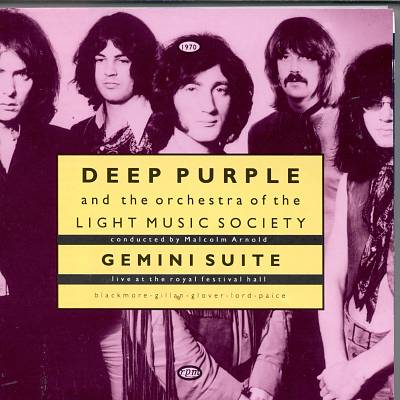 1970
DEEP PURPLE
and the orchestra of the
LIGHT MUSIC SOCIETY
conducted by Malcolm Arnold
GEMINI SUITE
live at the royal festival hall
blackmore-gillan-glover-lord-paice
rpm